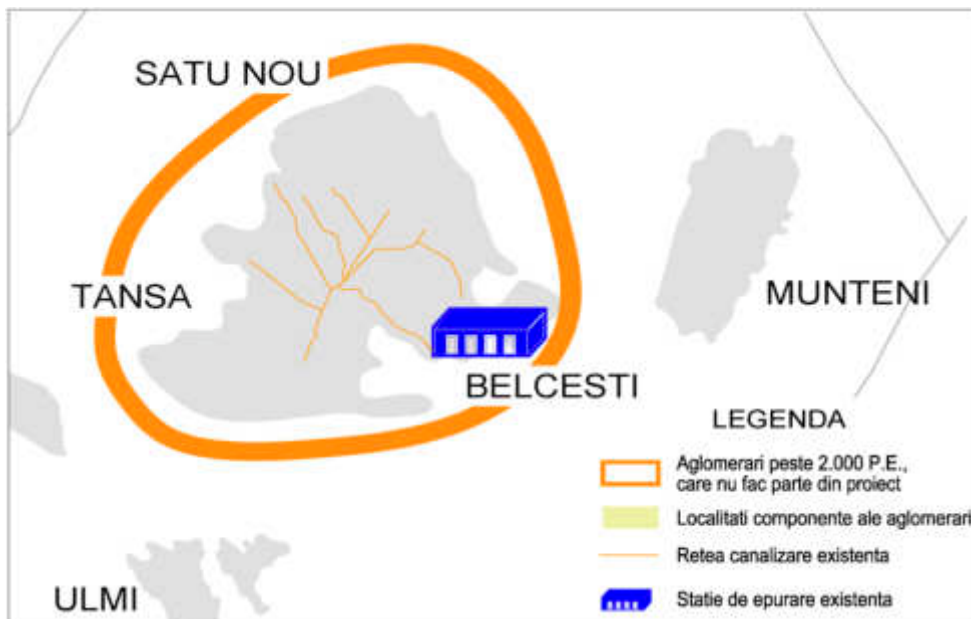 SATU NOU
TANSA
MUNTENI
BELCESTI
LEGENDA
Aglomerari peste 2.000 P.E.,
care nu fac parte din proiect
Localitati componente ale aglomerari
Retea canalizare existenta
ULMI
Statie de epurare existenta